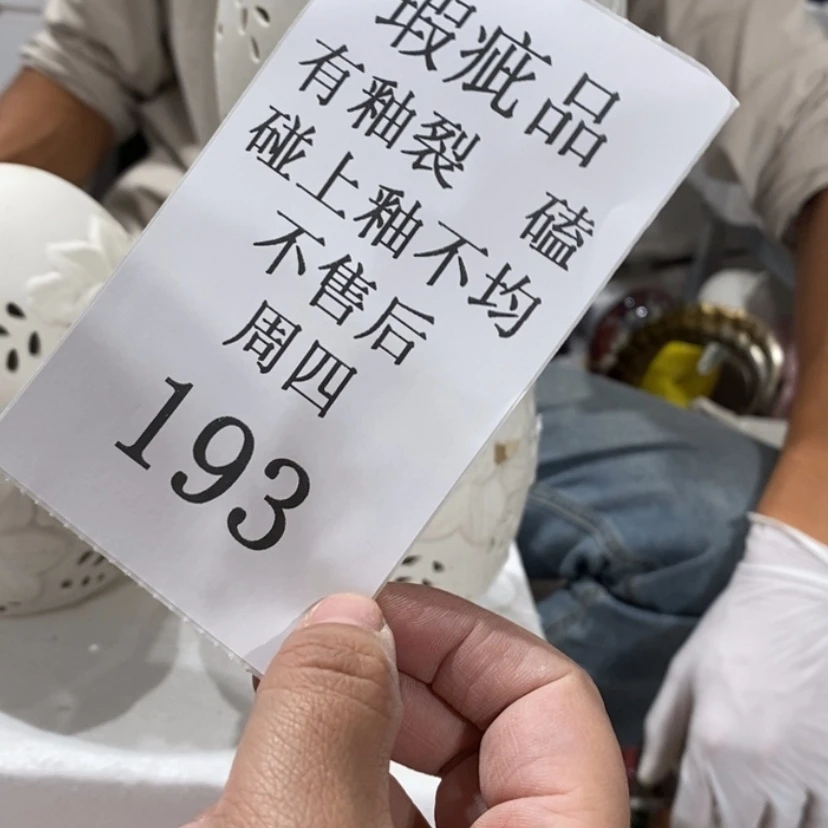 瑕疵品
有釉裂 磕
碰上釉不均
不售后
周四
193